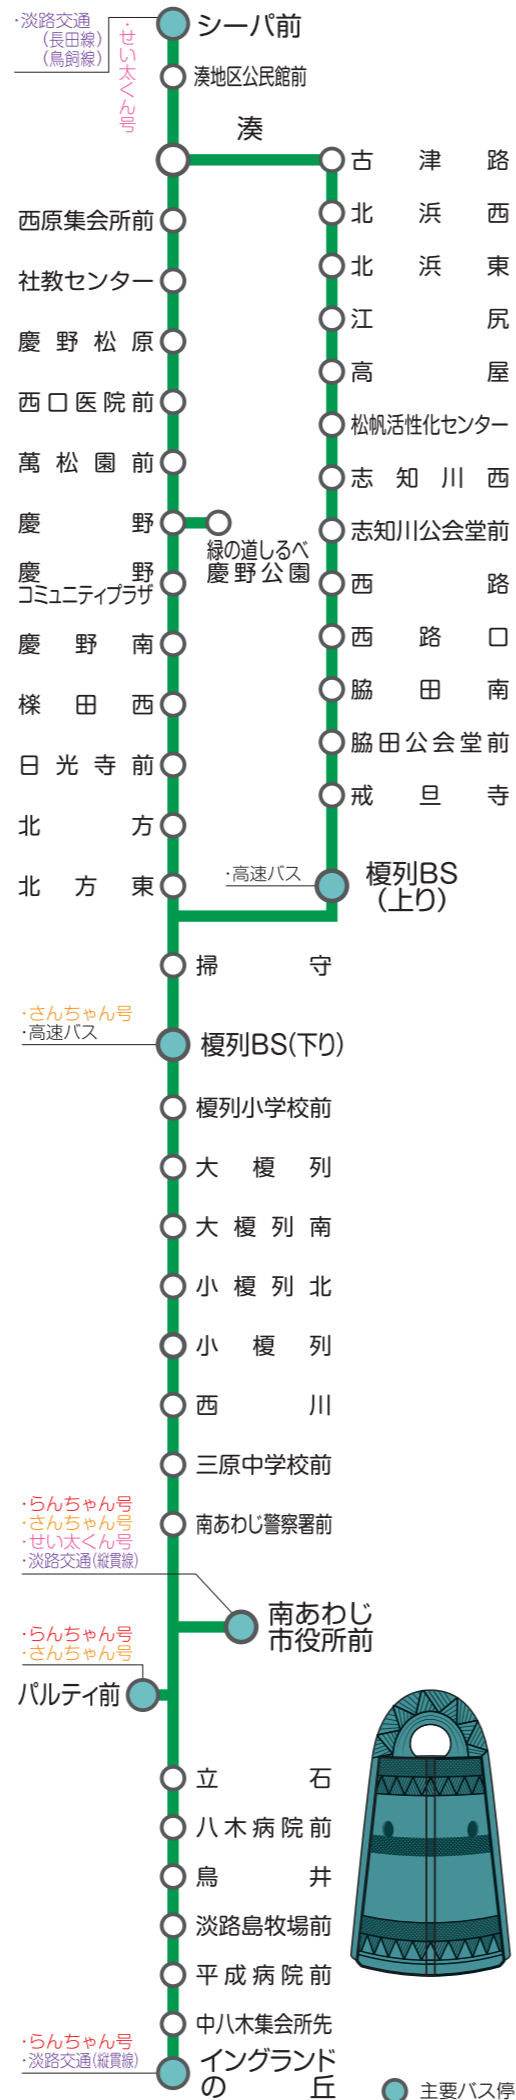 ・淡路交通
(長田線)
(鳥飼線)
・せい太くん号
シーパ前
湊地区公民館前
湊
西原集会所前
社教センター
慶野松原
西口医院前
萬松園前
慶野
緑の道しるべ
慶野公園
慶野
コミュニティプラザ
慶野南
檪田西
日光寺前
北方
北方東
古津路
北浜西
北浜東
江尻
高屋
松帆活性化センター
志知川西
志知川公会堂前
西路
西路口
脇田南
脇田公会堂前
戒旦寺
・高速バス
榎列BS
(上り)
掃守
・さんちゃん号
・高速バス
榎列BS(下り)
榎列小学校前
大榎列
大榎列南
小榎列北
小榎列
西川
三原中学校前
南あわじ警察署前
・らんちゃん号
・さんちゃん号
・せい太くん号
・淡路交通(縦貫線)
南あわじ
市役所前
・らんちゃん号
・さんちゃん号
パルティ前
立石
八木病院前
鳥井
淡路島牧場前
平成病院前
中八木集会所先
・らんちゃん号
・淡路交通(縦貫線)
イングランド
の丘
主要バス停